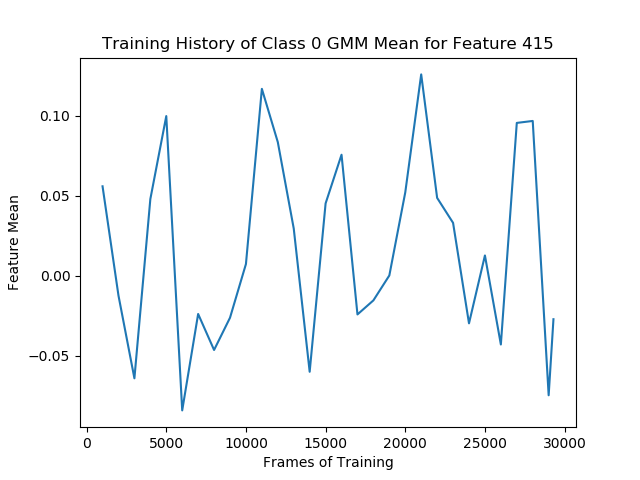 Training History of Class 0 GMM Mean for Feature 415
0.10
0.05
0.00
−0.05
Feature Mean
0 5000 10000 15000 20000 25000 30000
Frames of Training